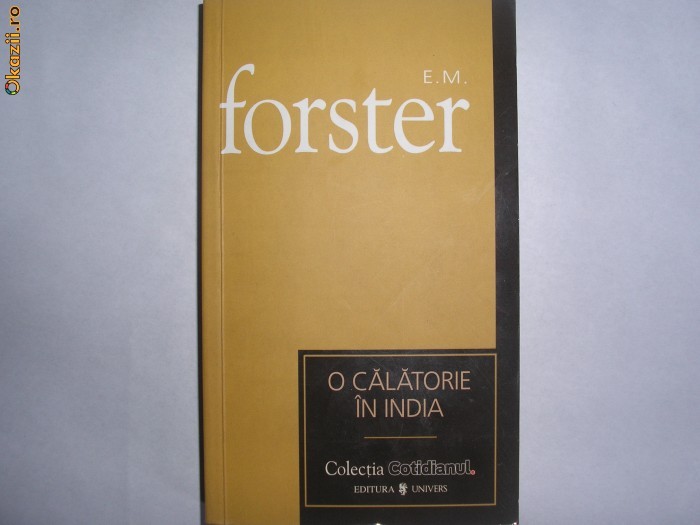 Okazii.ro
E.M.
forster
O CĂLĂTORIE
ÎN INDIA
Colecția Cotidianul.
EDITURA UNIVERS